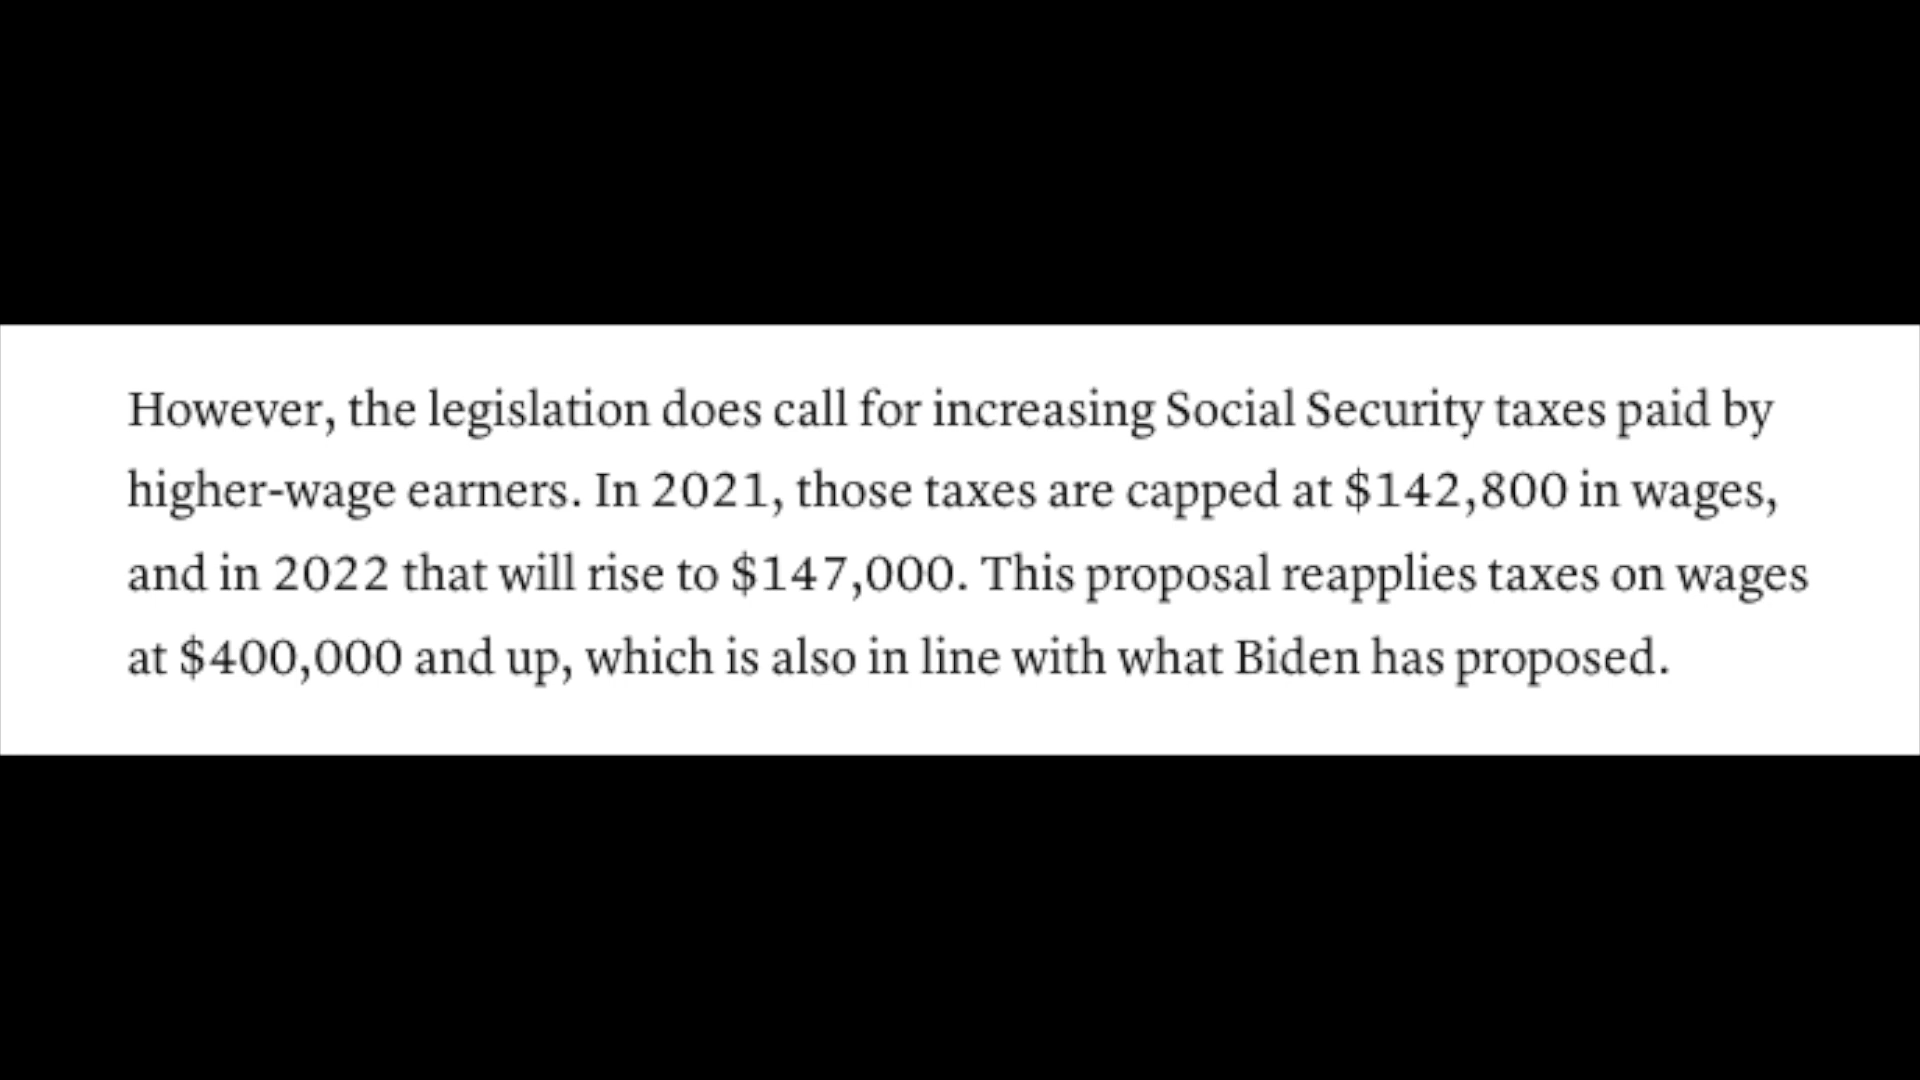 However, the legislation does call for increasing Social Security taxes paid by
higher-wage earners. In 2021, those taxes are capped at $142,800 in wages,
and in 2022 that will rise to $147,000. This proposal reapplies taxes on wages
at $400,000 and up, which is also in line with what Biden has proposed.